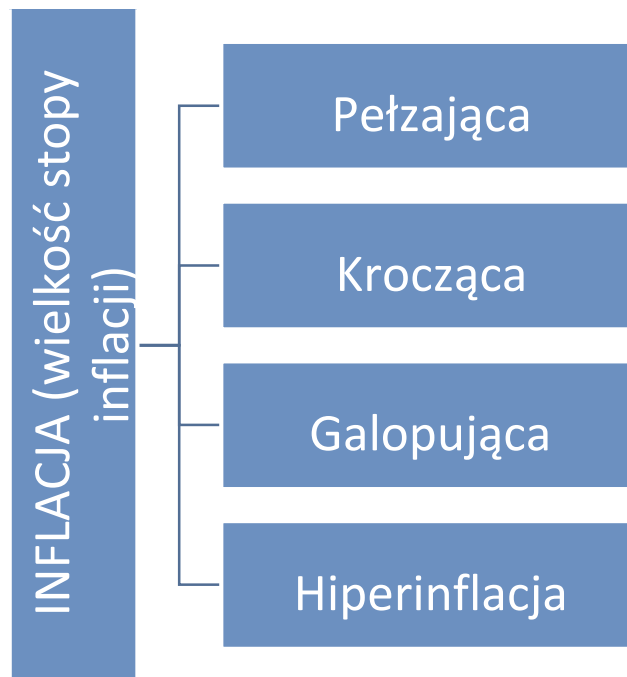 INFLACJA (wielkość stopy
inflacji)
Pełzająca
Krocząca
Galopująca
Hiperinflacja